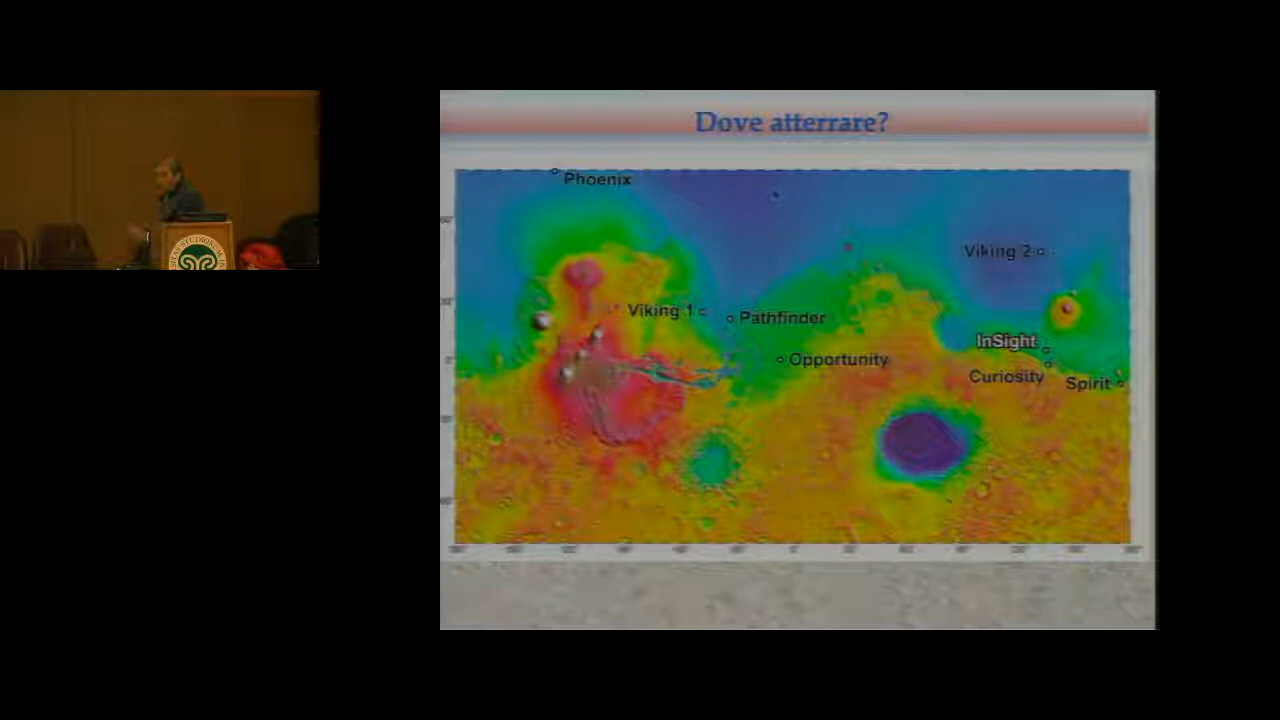 Dove atterrare?
Phoenix
Viking 2
Viking 1
Pathfinder
InSight
Opportunity
Curiosity
Spirit